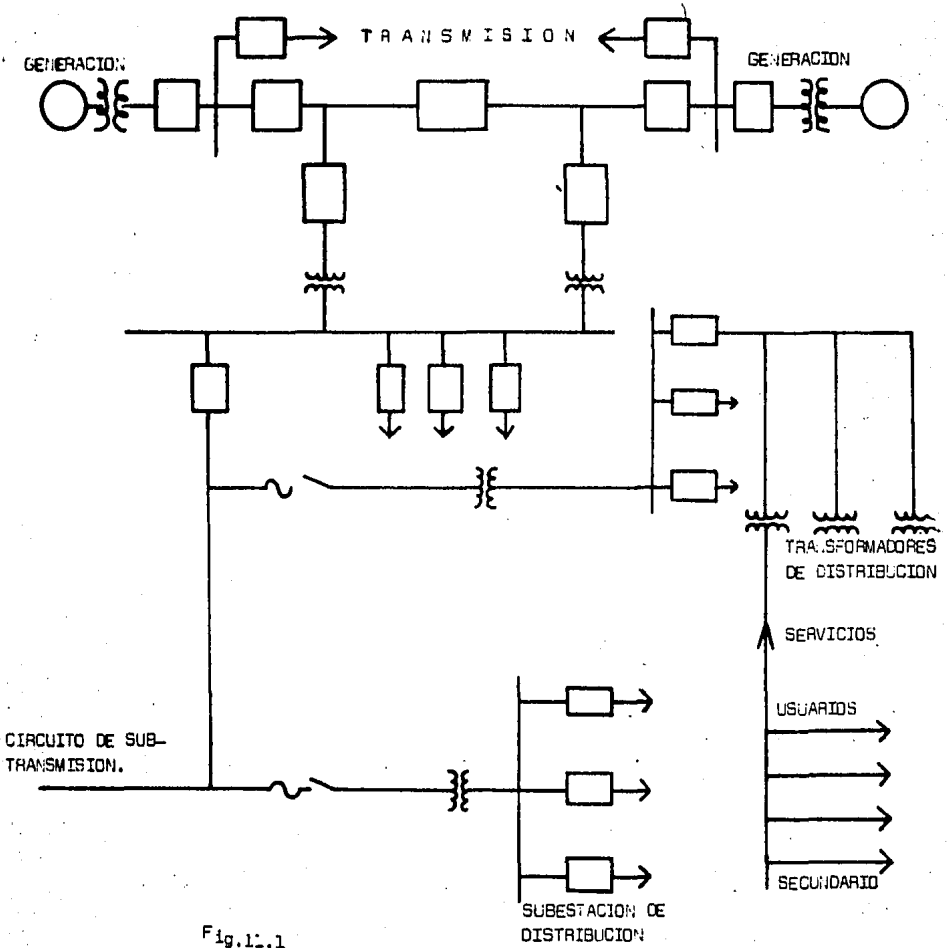 TRANSMISION
GENERACION
GENERACION
TRANSFORMADORES
DE DISTRIBUCION
SERVICIOS
USUARIOS
CIRCUITO DE SUB-
TRANSMISION.
SECUNDARIO
SUBESTACION DE
DISTRIBUCION